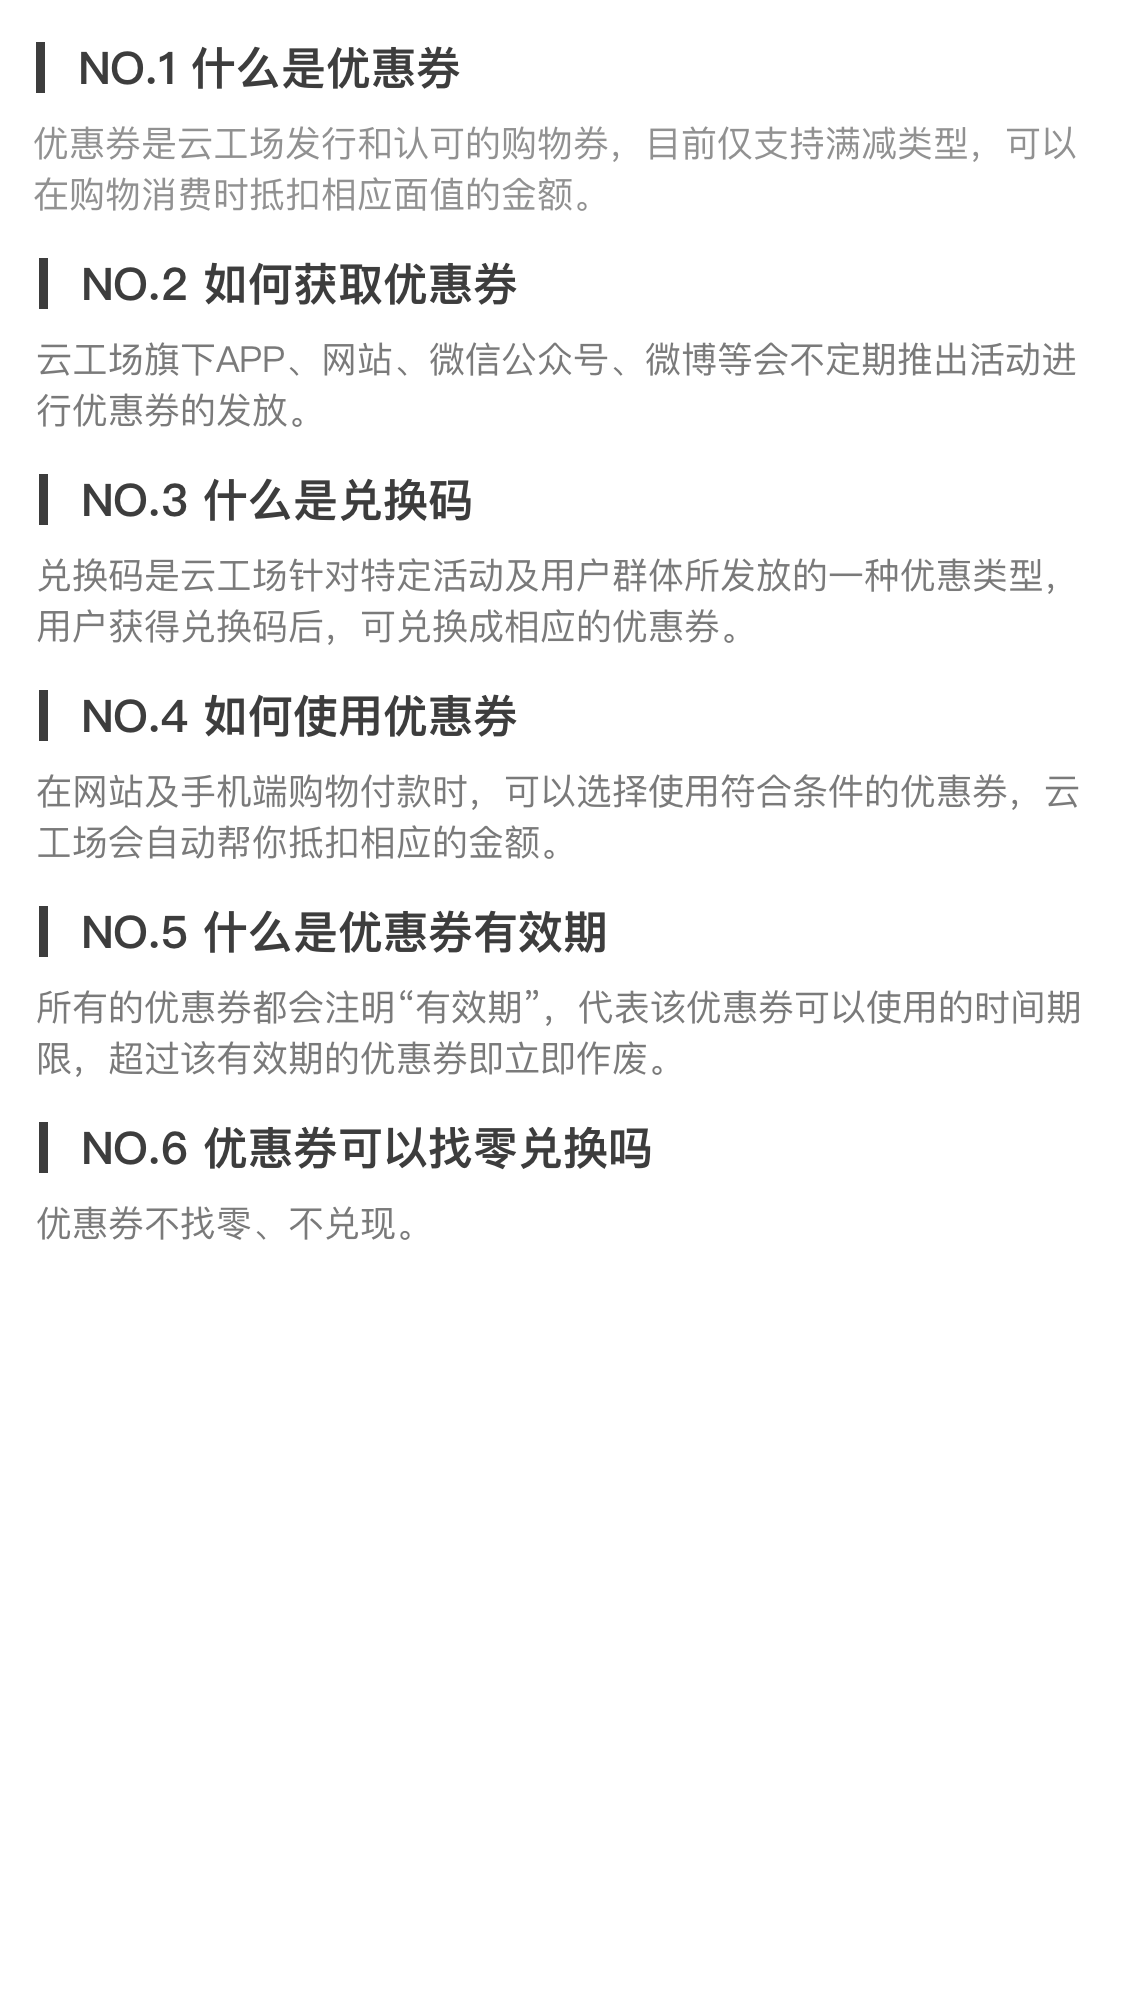 NO.1 什么是优惠券
优惠券是云工场发行和认可的购物券，目前仅支持满减类型，可以
在购物消费时抵扣相应面值的金额。
NO.2 如何获取优惠券
云工场旗下APP、网站、微信公众号、微博等会不定期推出活动进
行优惠券的发放。
NO.3 什么是兑换码
兑换码是云工场针对特定活动及用户群体所发放的一种优惠类型，
用户获得兑换码后，可兑换成相应的优惠券。
NO.4 如何使用优惠券
在网站及手机端购物付款时，可以选择使用符合条件的优惠券，云
工场会自动帮你抵扣相应的金额。
NO.5 什么是优惠券有效期
所有的优惠券都会注明“有效期”，代表该优惠券可以使用的时间期
限，超过该有效期的优惠券即立即作废。
NO.6 优惠券可以找零兑换吗
优惠券不找零、不兑现。